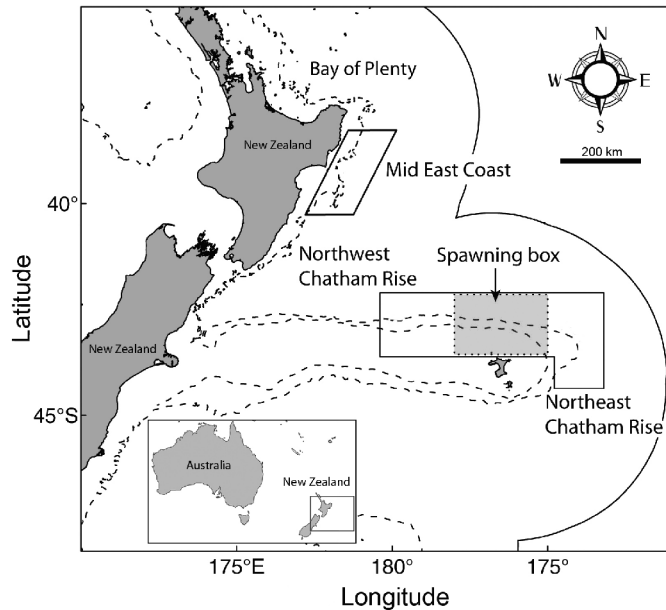 Bay of Plenty
N
W
E
S
200 km
New Zealand
Mid East Coast
40°
Northwest
Chatham Rise
Spawning box
Latitude
New Zealand
45°S
Northeast
Chatham Rise
Australia
New Zealand
175°E
180°
175°
Longitude